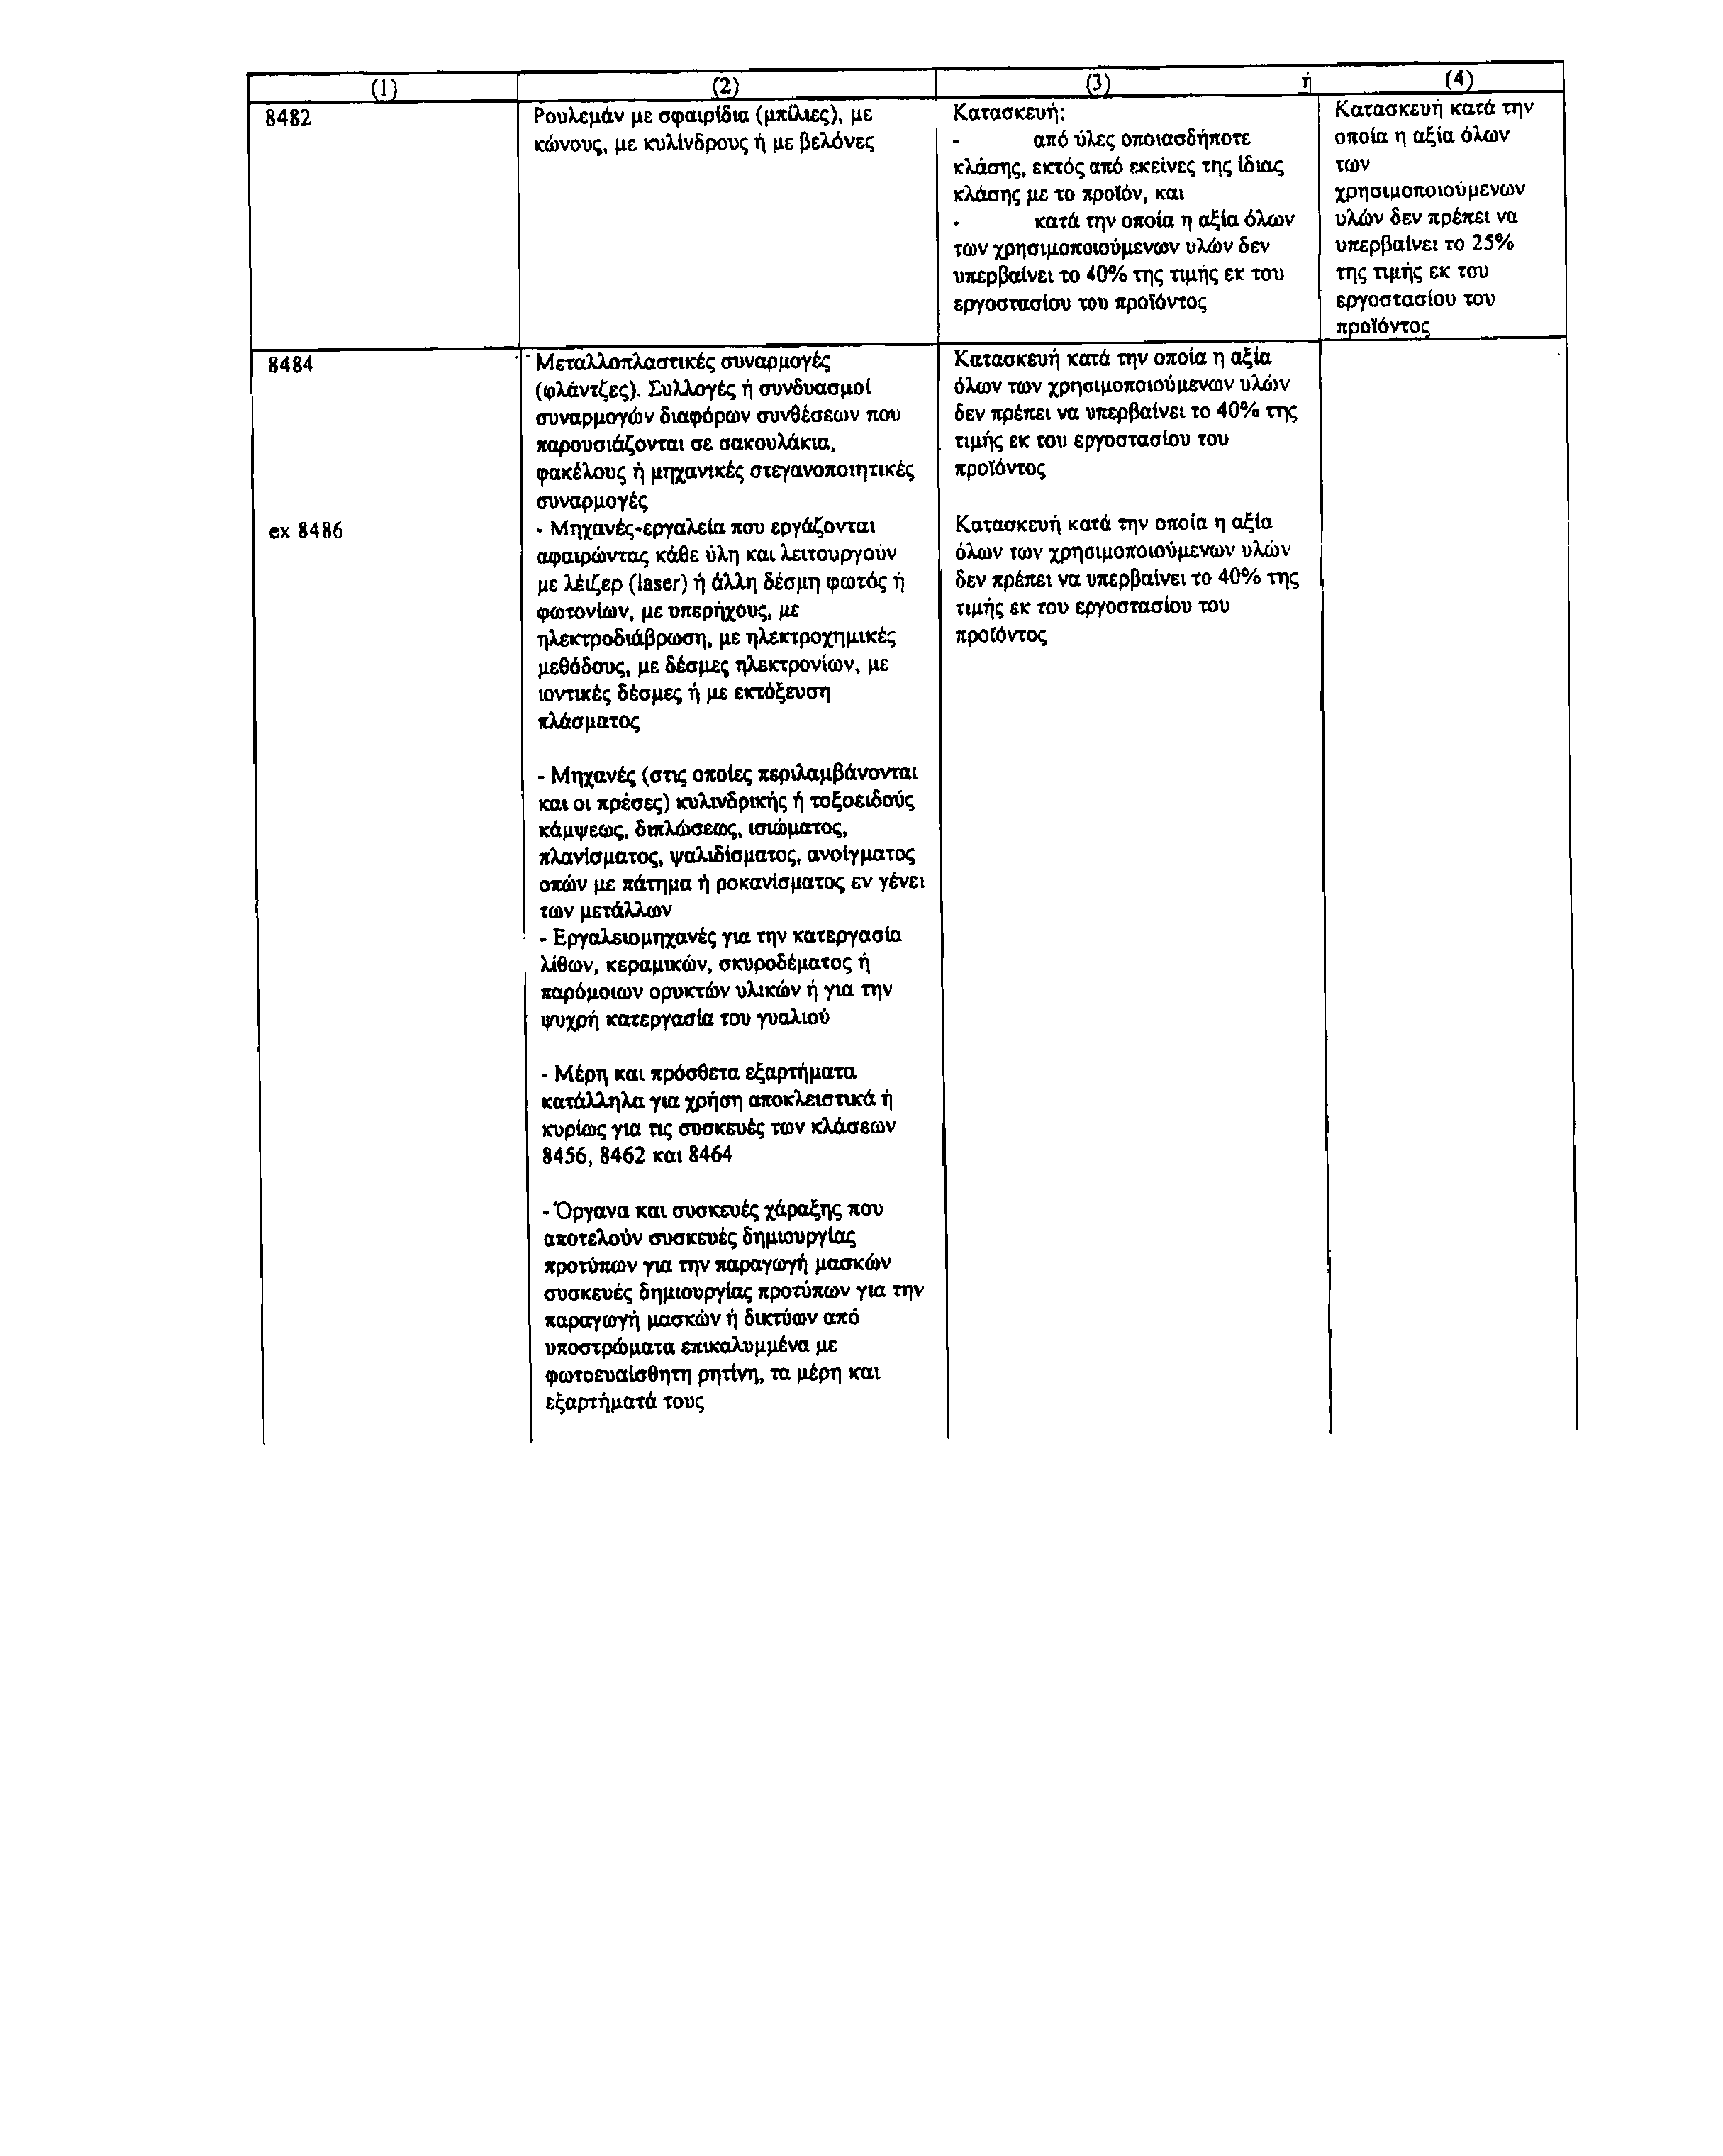 (1) (2) (3) ή (4)
8482
Ρουλεμάν με σφαιρίδια (μπίλιες), με
κώνους, με κυλίνδρους ή με βελόνες
Κατασκευή:
- από ύλες οποιασδήποτε
κλάσης, εκτός από εκείνες της ίδιας
κλάσης με το προϊόν, και
- κατά την οποία η αξία όλων
των χρησιμοποιούμενων υλών δεν
υπερβαίνει το 40% της τιμής εκ του
εργοστασίου του προϊόντος
Κατασκευή κατά την
οποία η αξία όλων
των
χρησιμοποιούμενων
υλών δεν πρέπει να
υπερβαίνει το 25%
της τιμής εκ του
εργοστασίου του
προϊόντος
8484
Μεταλλοπλαστικές συναρμογές
(φλάντζες). Συλλογές ή συνδυασμοί
συναρμογών διαφόρων συνθέσεων που
παρουσιάζονται σε σακουλάκια,
φακέλους ή μηχανικές στεγανοποιητικές
συναρμογές
Κατασκευή κατά την οποία η αξία
όλων των χρησιμοποιούμενων υλών
δεν πρέπει να υπερβαίνει το 40% της
τιμής εκ του εργοστασίου του
προϊόντος
ex 8486
- Μηχανές-εργαλεία που εργάζονται
αφαιρώντας κάθε ύλη και λειτουργούν
με λέιζερ (laser) ή άλλη δέσμη φωτός ή
φωτονίων, με υπερήχους, με
ηλεκτροδιάβρωση, με ηλεκτροχημικές
μεθόδους, με δέσμες ηλεκτρονίων, με
ιοντικές δέσμες ή με εκτόξευση
πλάσματος
Κατασκευή κατά την οποία η αξία
όλων των χρησιμοποιούμενων υλών
δεν πρέπει να υπερβαίνει το 40% της
τιμής εκ του εργοστασίου του
προϊόντος
- Μηχανές (στις οποίες περιλαμβάνονται
και οι πρέσες) κυλινδρικής ή τοξοειδούς
κάμψεως, διπλώσεως, ισιώματος,
πλανίσματος, ψαλιδίσματος, ανοίγματος
οπών με πάτημα ή ροκανίσματος εν γένει
των μετάλλων
- Εργαλειομηχανές για την κατεργασία
λίθων, κεραμικών, σκυροδέματος ή
παρόμοιων ορυκτών υλικών ή για την
ψυχρή κατεργασία του γυαλιού
- Μέρη και πρόσθετα εξαρτήματα
κατάλληλα για χρήση αποκλειστικά ή
κυρίως για τις συσκευές των κλάσεων
8456, 8462 και 8464
- Όργανα και συσκευές χάραξης που
αποτελούν συσκευές δημιουργίας
προτύπων για την παραγωγή μασκών
συσκευές δημιουργίας προτύπων για την
παραγωγή μασκών ή δικτύων από
υποστρώματα επικαλυμμένα με
φωτοευαίσθητη ρητίνη, τα μέρη και
εξαρτήματά τους